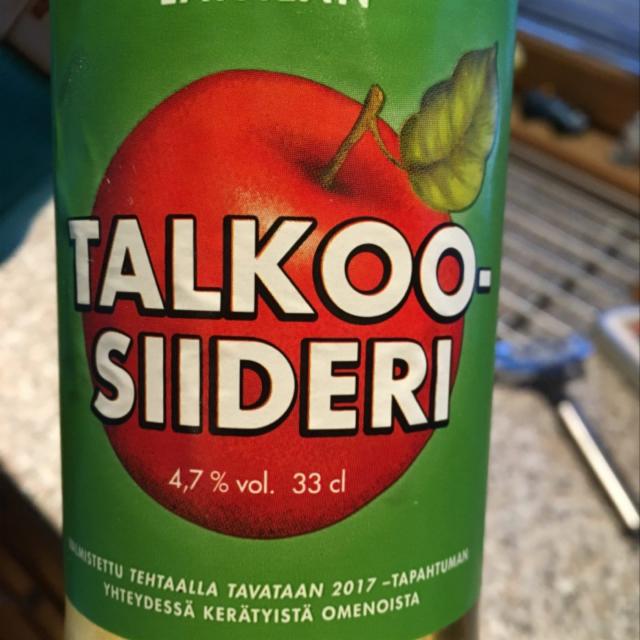 TALKOO-
SIIDERI
4,7 % vol. 33 cl
VALMISTETTU TEHTAALLA TAVATAAN 2017 –TAPAHTUMAN
YHTEYDESSÄ KERÄTYISTÄ OMENOISTA